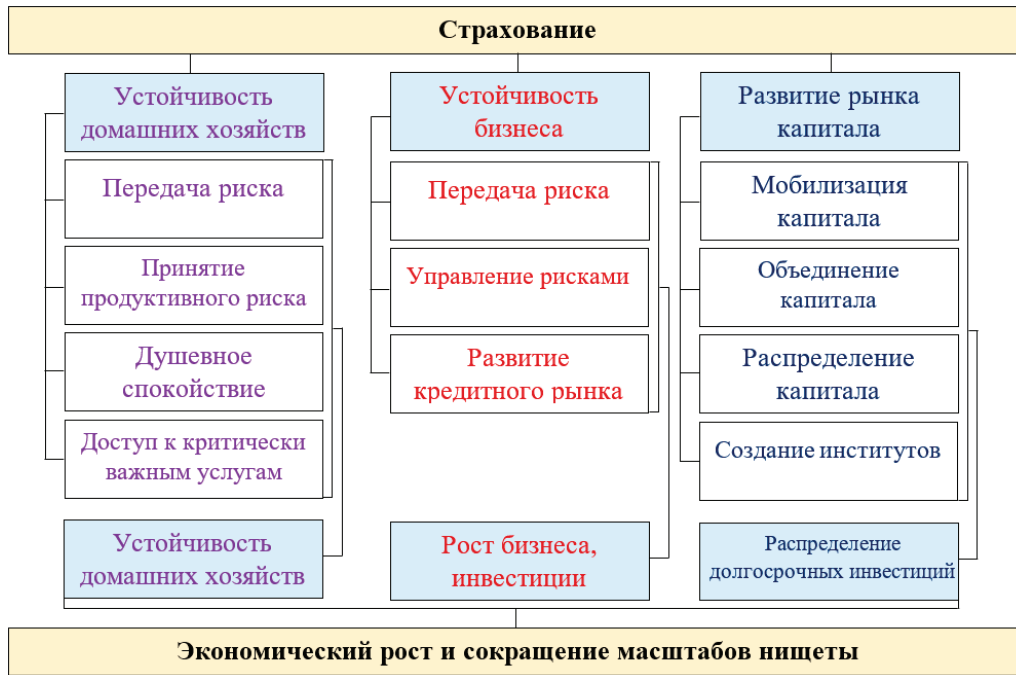 Страхование
Устойчивость
домашних хозяйств
Передача риска
Принятие
продуктивного риска
Душевное
спокойствие
Доступ к критически
важным услугам
Устойчивость
домашних хозяйств
Устойчивость
бизнеса
Передача риска
Управление рисками
Развитие
кредитного рынка
Рост бизнеса,
инвестиции
Развитие рынка
капитала
Мобилизация
капитала
Объединение
капитала
Распределение
капитала
Создание институтов
Распределение
долгосрочных инвестиций
Экономический рост и сокращение масштабов нищеты